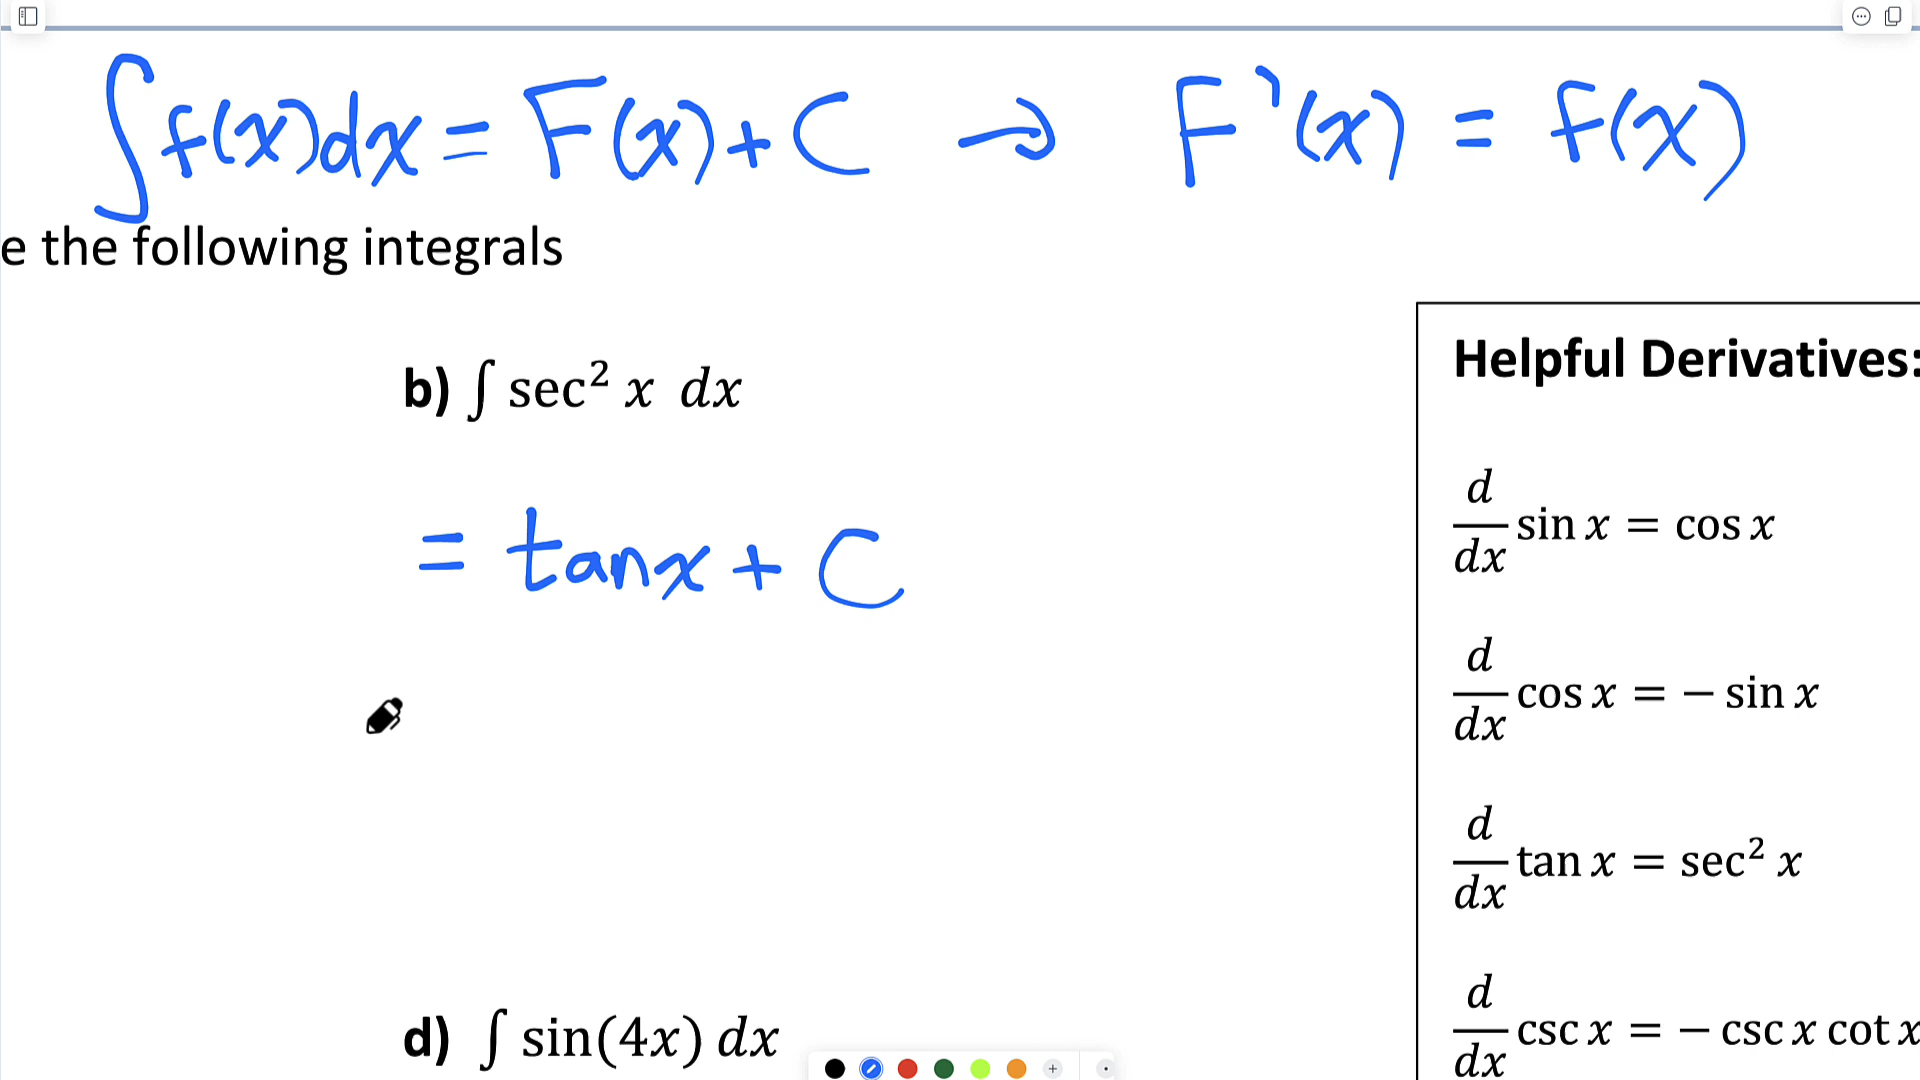 ∫f(x)dx = F(x) + C → F'(x) = f(x)
e the following integrals
b) ∫ sec² x dx
= tanx + C
d) ∫ sin(4x) dx
Helpful Derivatives:
d/dx sin x = cos x
d/dx cos x = − sin x
d/dx tan x = sec² x
d/dx csc x = − csc x cot x